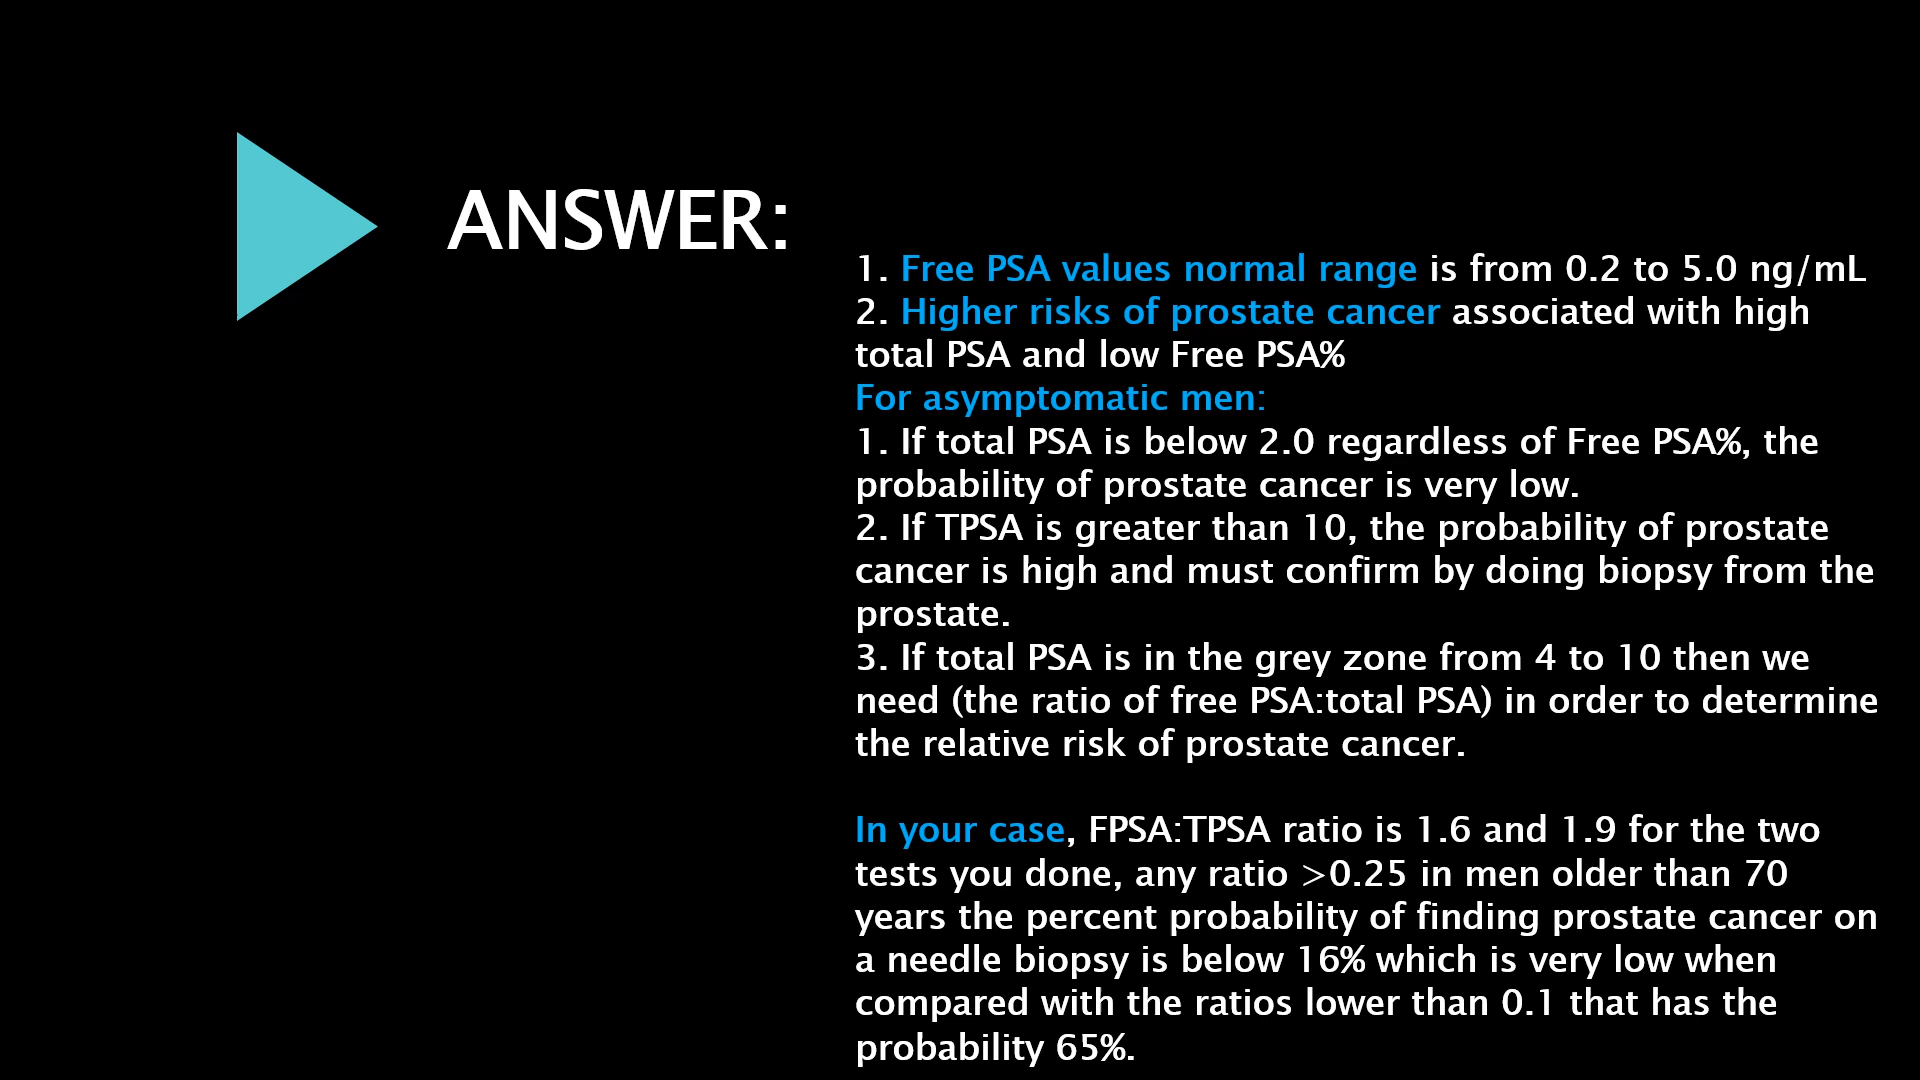 ANSWER:
1. Free PSA values normal range is from 0.2 to 5.0 ng/mL
2. Higher risks of prostate cancer associated with high
total PSA and low Free PSA%
For asymptomatic men:
1. If total PSA is below 2.0 regardless of Free PSA%, the
probability of prostate cancer is very low.
2. If TPSA is greater than 10, the probability of prostate
cancer is high and must confirm by doing biopsy from the
prostate.
3. If total PSA is in the grey zone from 4 to 10 then we
need (the ratio of free PSA:total PSA) in order to determine
the relative risk of prostate cancer.
In your case, FPSA:TPSA ratio is 1.6 and 1.9 for the two
tests you done, any ratio >0.25 in men older than 70
years the percent probability of finding prostate cancer on
a needle biopsy is below 16% which is very low when
compared with the ratios lower than 0.1 that has the
probability 65%.